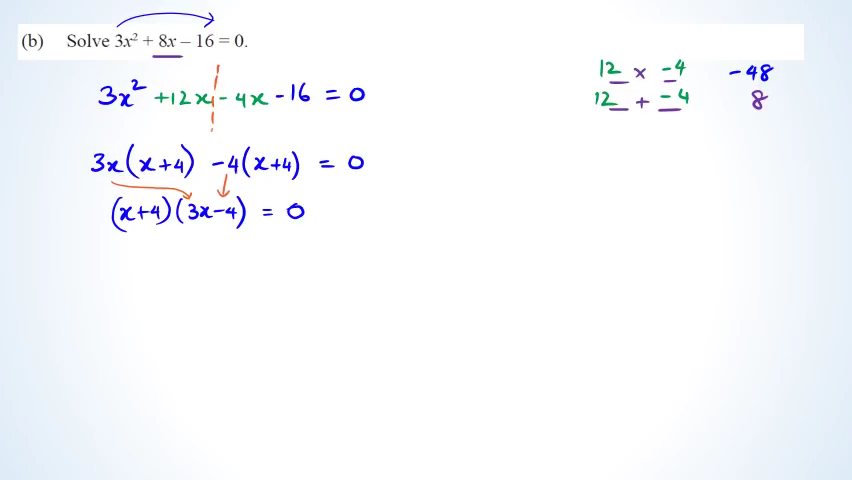 (b) Solve 3x² + 8x – 16 = 0.
12 × -4 -48
12 + -4 8
3x² +12x - 4x -16 = 0
3x(x+4) -4(x+4) = 0
(x+4)(3x-4) = 0